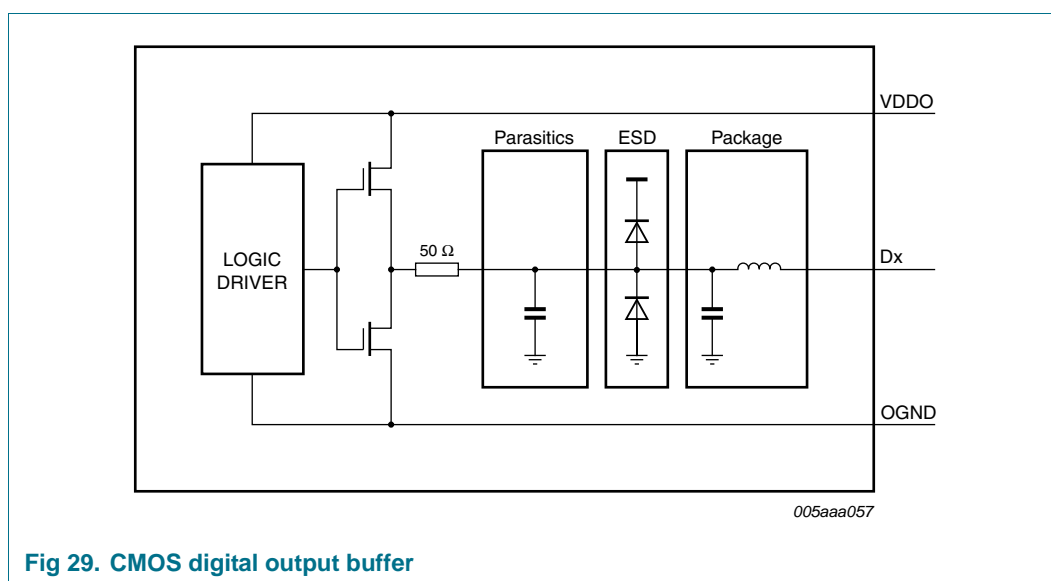 VDDO
Parasitics ESD Package
LOGIC
DRIVER
50 Ω
Dx
OGND
005aaa057
Fig 29. CMOS digital output buffer